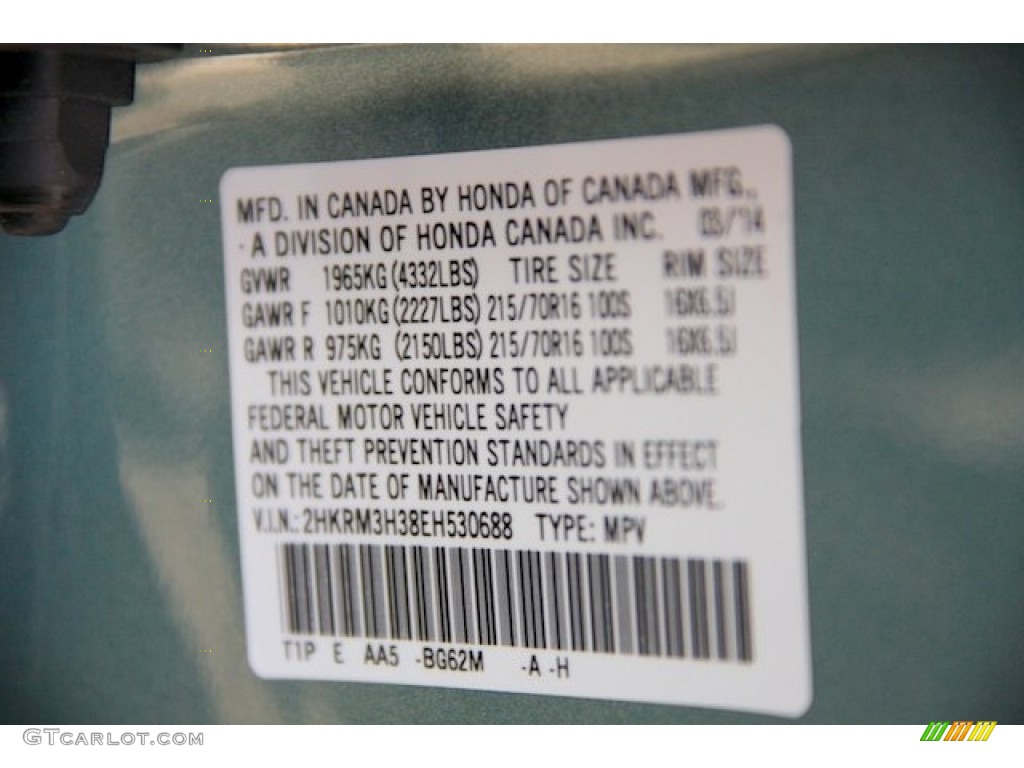 MFD. IN CANADA BY HONDA OF CANADA MFG.,
· A DIVISION OF HONDA CANADA INC. 03/'14
GVWR 1965KG (4332LBS) TIRE SIZE RIM SIZE
GAWR F 1010KG (2227LBS) 215/70R16 100S 16X6.5J
GAWR R 975KG (2150LBS) 215/70R16 100S 16X6.5J
THIS VEHICLE CONFORMS TO ALL APPLICABLE
FEDERAL MOTOR VEHICLE SAFETY
AND THEFT PREVENTION STANDARDS IN EFFECT
ON THE DATE OF MANUFACTURE SHOWN ABOVE.
V.I.N.: 2HKRM3H38EH530688 TYPE: MPV
T1P E AA5 -BG62M -A -H
GTCARLOT.COM